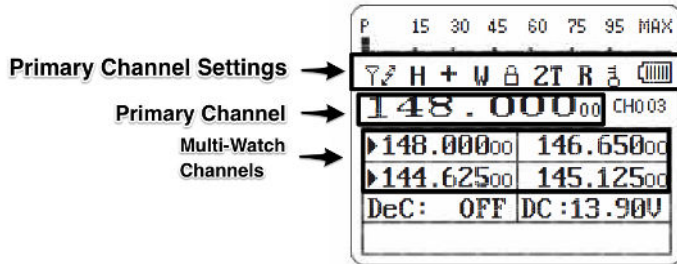 P 15 30 45 60 75 95 MAX
Primary Channel Settings
H + W 2T R
Primary Channel
148.00000 CH003
Multi-Watch
Channels
148.00000 146.65000
144.62500 145.12500
DeC: OFF DC:13.90V